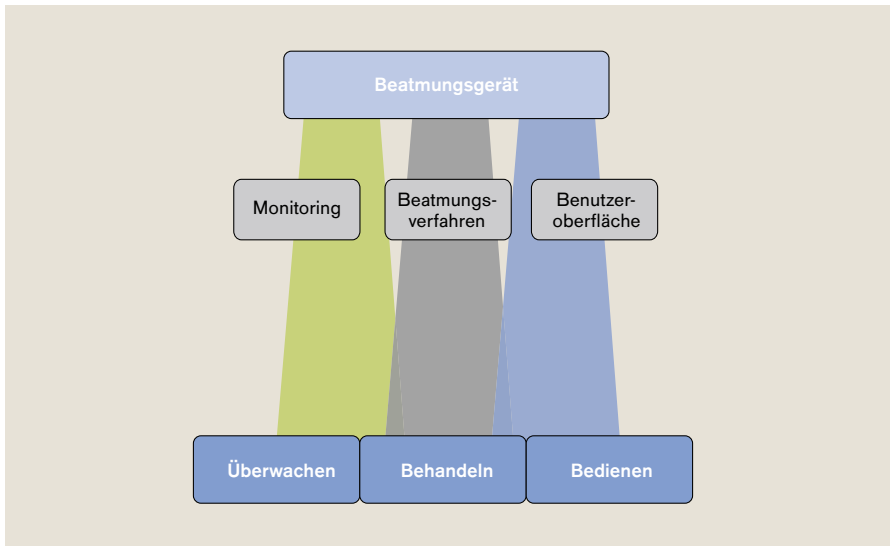 Beatmungsgerät
Monitoring
Beatmungs-
verfahren
Benutzer-
oberfläche
Überwachen
Behandeln
Bedienen